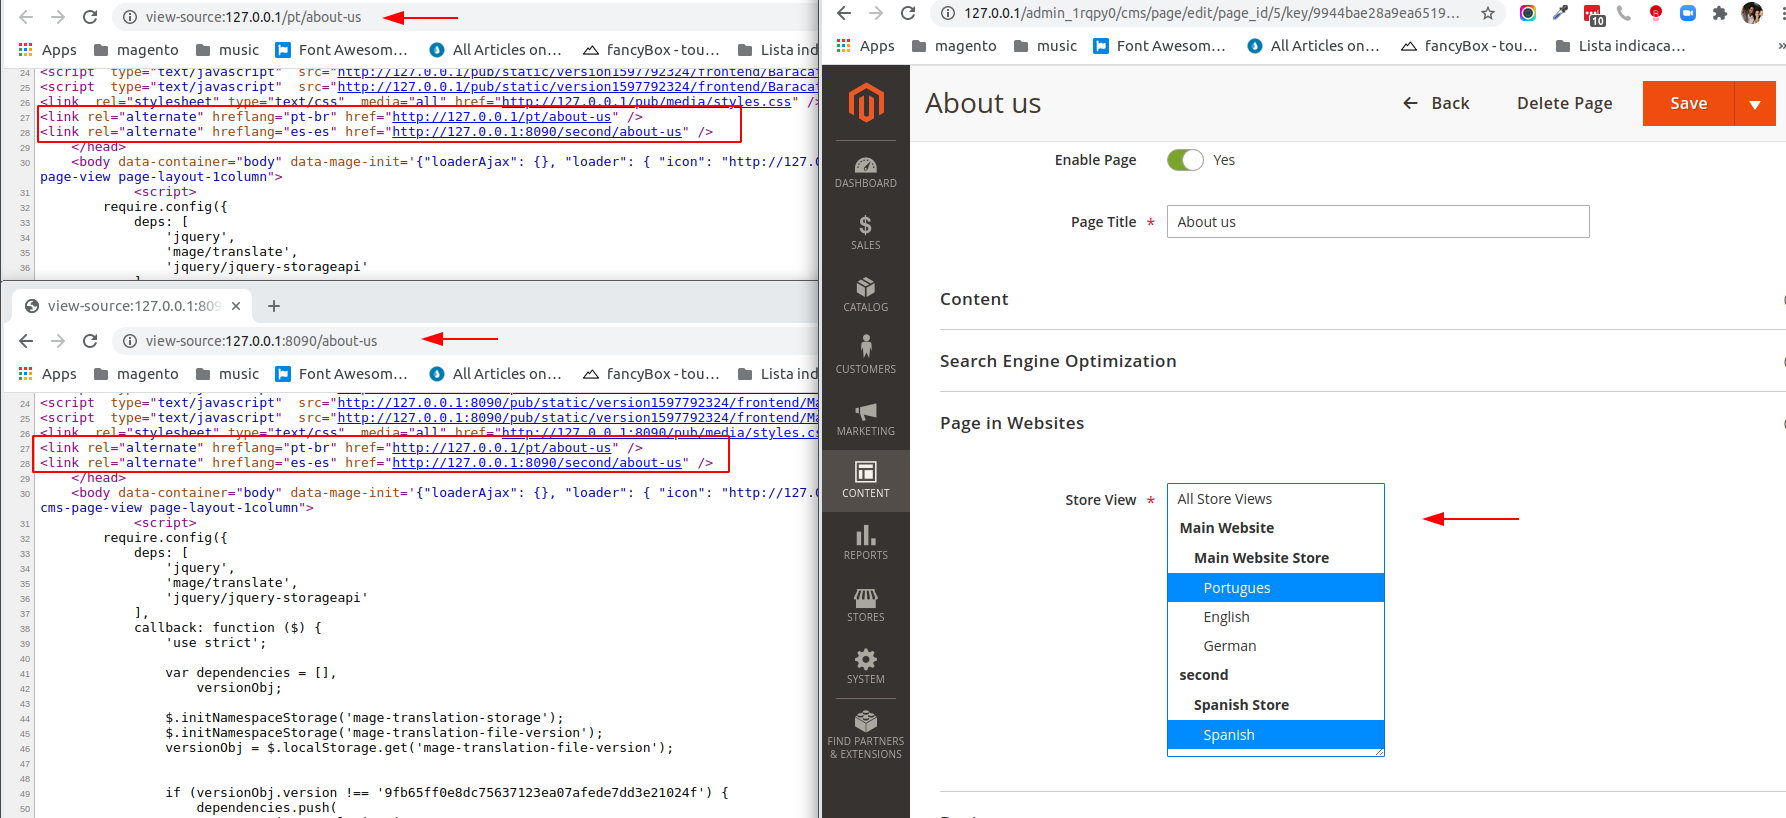 view-source:127.0.0.1/pt/about-us
Apps magento music Font Awesom... All Articles on... fancyBox - tou... Lista ind
24 <script type="text/javascript" src="http://127.0.0.1/pub/static/version1597792324/frontend/Baraca
25 <script type="text/javascript" src="http://127.0.0.1/pub/static/version1597792324/frontend/Baraca
26 <link rel="stylesheet" type="text/css" media="all" href="http://127.0.0.1/pub/media/styles.css" />
27 <link rel="alternate" hreflang="pt-br" href="http://127.0.0.1/pt/about-us" />
28 <link rel="alternate" hreflang="es-es" href="http://127.0.0.1:8090/second/about-us" />
29 </head>
30 <body data-container="body" data-mage-init='{"loaderAjax": {}, "loader": { "icon": "http://127.0
page-view page-layout-1column">
31 <script>
32 require.config({
33 deps: [
34 'jquery',
35 'mage/translate',
36 'jquery/jquery-storageapi'
view-source:127.0.0.1:809
view-source:127.0.0.1:8090/about-us
Apps magento music Font Awesom... All Articles on... fancyBox - tou... Lista ind
24 <script type="text/javascript" src="http://127.0.0.1:8090/pub/static/version1597792324/frontend/Ma
25 <script type="text/javascript" src="http://127.0.0.1:8090/pub/static/version1597792324/frontend/Ma
26 <link rel="stylesheet" type="text/css" media="all" href="http://127.0.0.1:8090/pub/media/styles.cs
27 <link rel="alternate" hreflang="pt-br" href="http://127.0.0.1/pt/about-us" />
28 <link rel="alternate" hreflang="es-es" href="http://127.0.0.1:8090/second/about-us" />
29 </head>
30 <body data-container="body" data-mage-init='{"loaderAjax": {}, "loader": { "icon": "http://127.0
cms-page-view page-layout-1column">
31 <script>
32 require.config({
33 deps: [
34 'jquery',
35 'mage/translate',
36 'jquery/jquery-storageapi'
37 ],
38 callback: function ($) {
39 'use strict';
40
41 var dependencies = [],
42 versionObj;
43
44 $.initNamespaceStorage('mage-translation-storage');
45 $.initNamespaceStorage('mage-translation-file-version');
46 versionObj = $.localStorage.get('mage-translation-file-version');
47
48
49 if (versionObj.version !== '9fb65ff0e8dc75637123ea07afede7dd3e21024f') {
50 dependencies.push(
127.0.0.1/admin_1rqpy0/cms/page/edit/page_id/5/key/9944bae28a9ea6519...
10
Apps magento music Font Awesom... All Articles on... fancyBox - tou... Lista indicaca... »
About us
Back
Delete Page
Save
DASHBOARD
SALES
CATALOG
CUSTOMERS
MARKETING
CONTENT
REPORTS
STORES
SYSTEM
FIND PARTNERS
& EXTENSIONS
Enable Page Yes
Page Title * About us
Content
Search Engine Optimization
Page in Websites
Store View *
All Store Views
Main Website
Main Website Store
Portugues
English
German
second
Spanish Store
Spanish